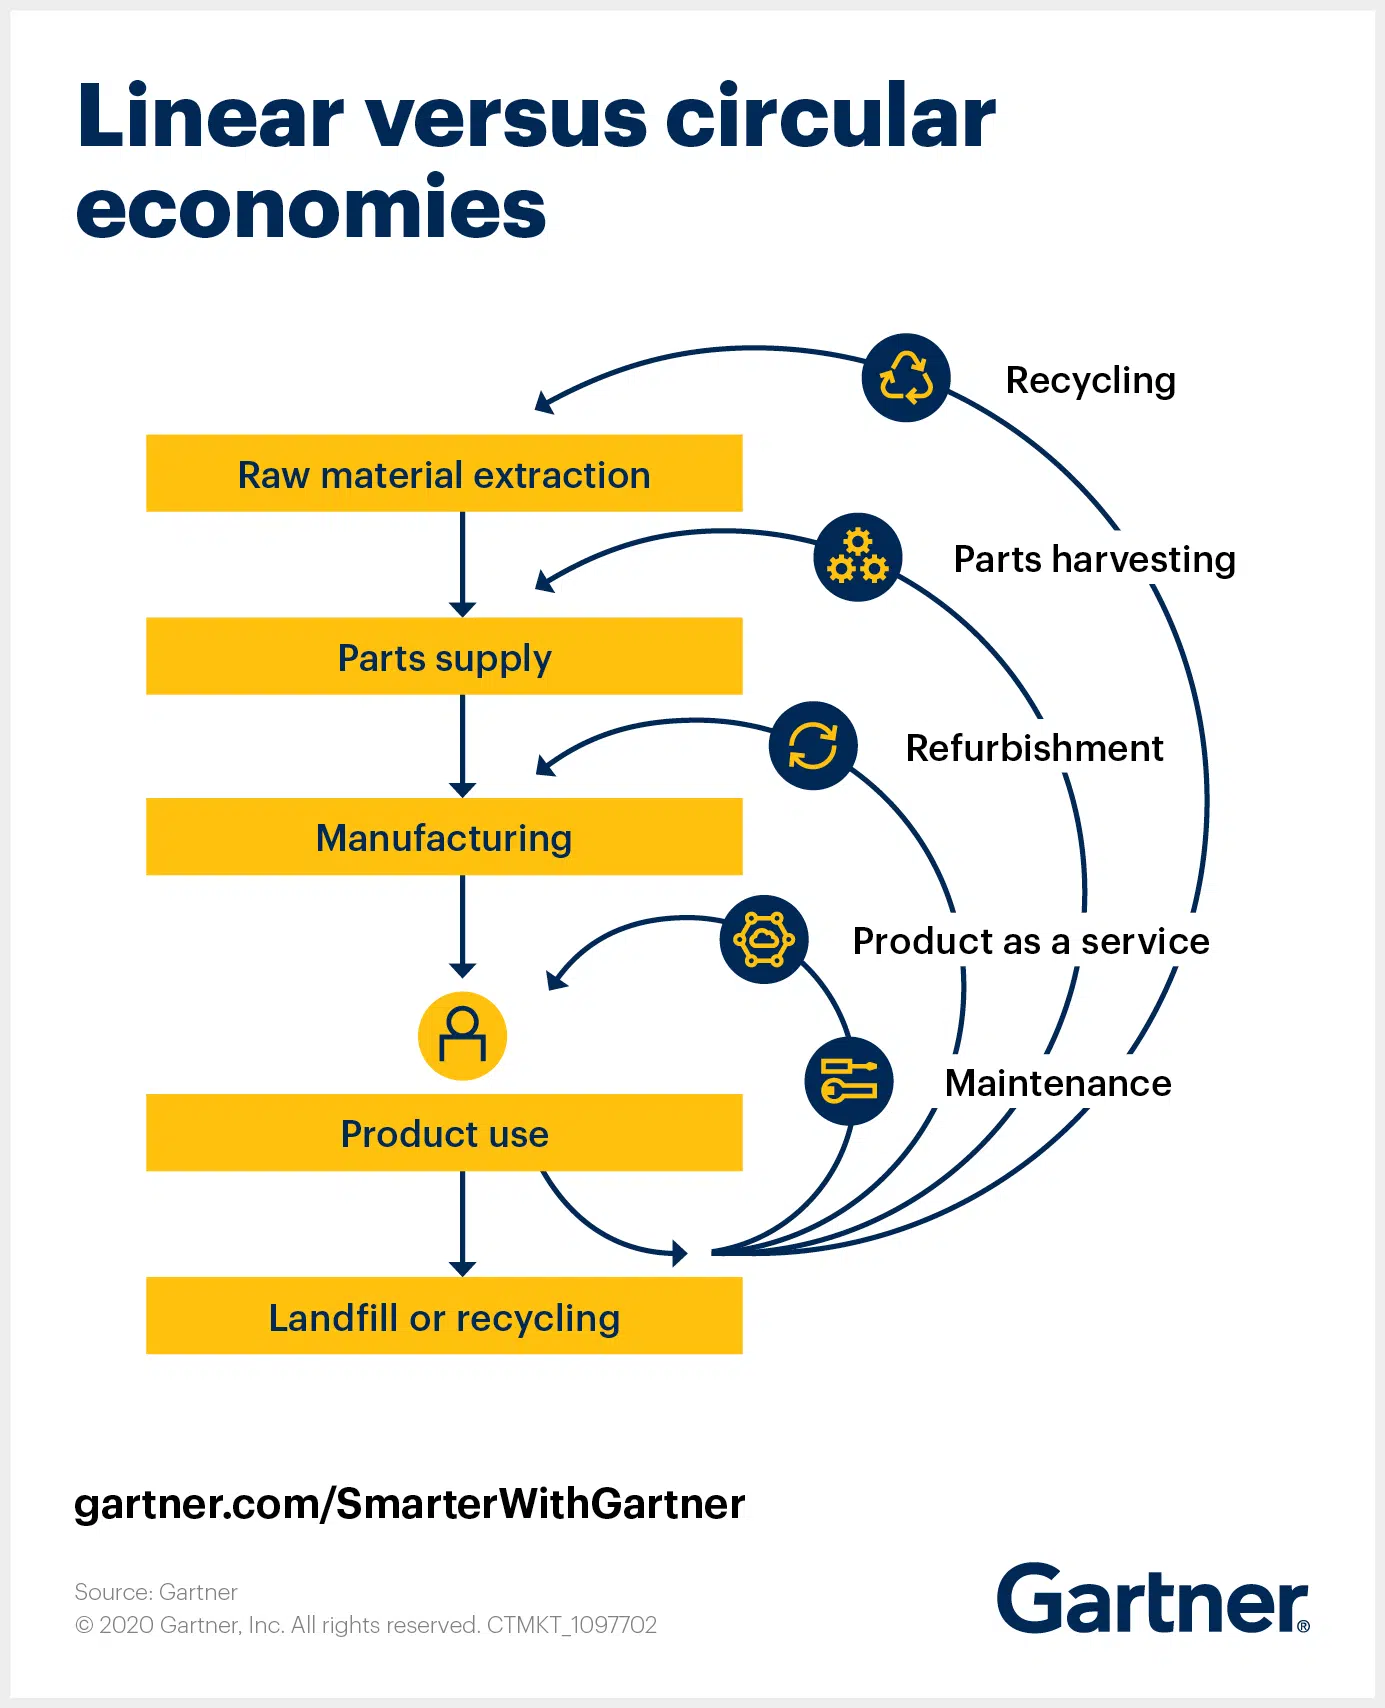 Linear versus circular
economies
Recycling
Raw material extraction
Parts harvesting
Parts supply
Refurbishment
Manufacturing
Product as a service
Maintenance
Product use
Landfill or recycling
gartner.com/SmarterWithGartner
Source: Gartner
© 2020 Gartner, Inc. All rights reserved. CTMKT_1097702
Gartner®